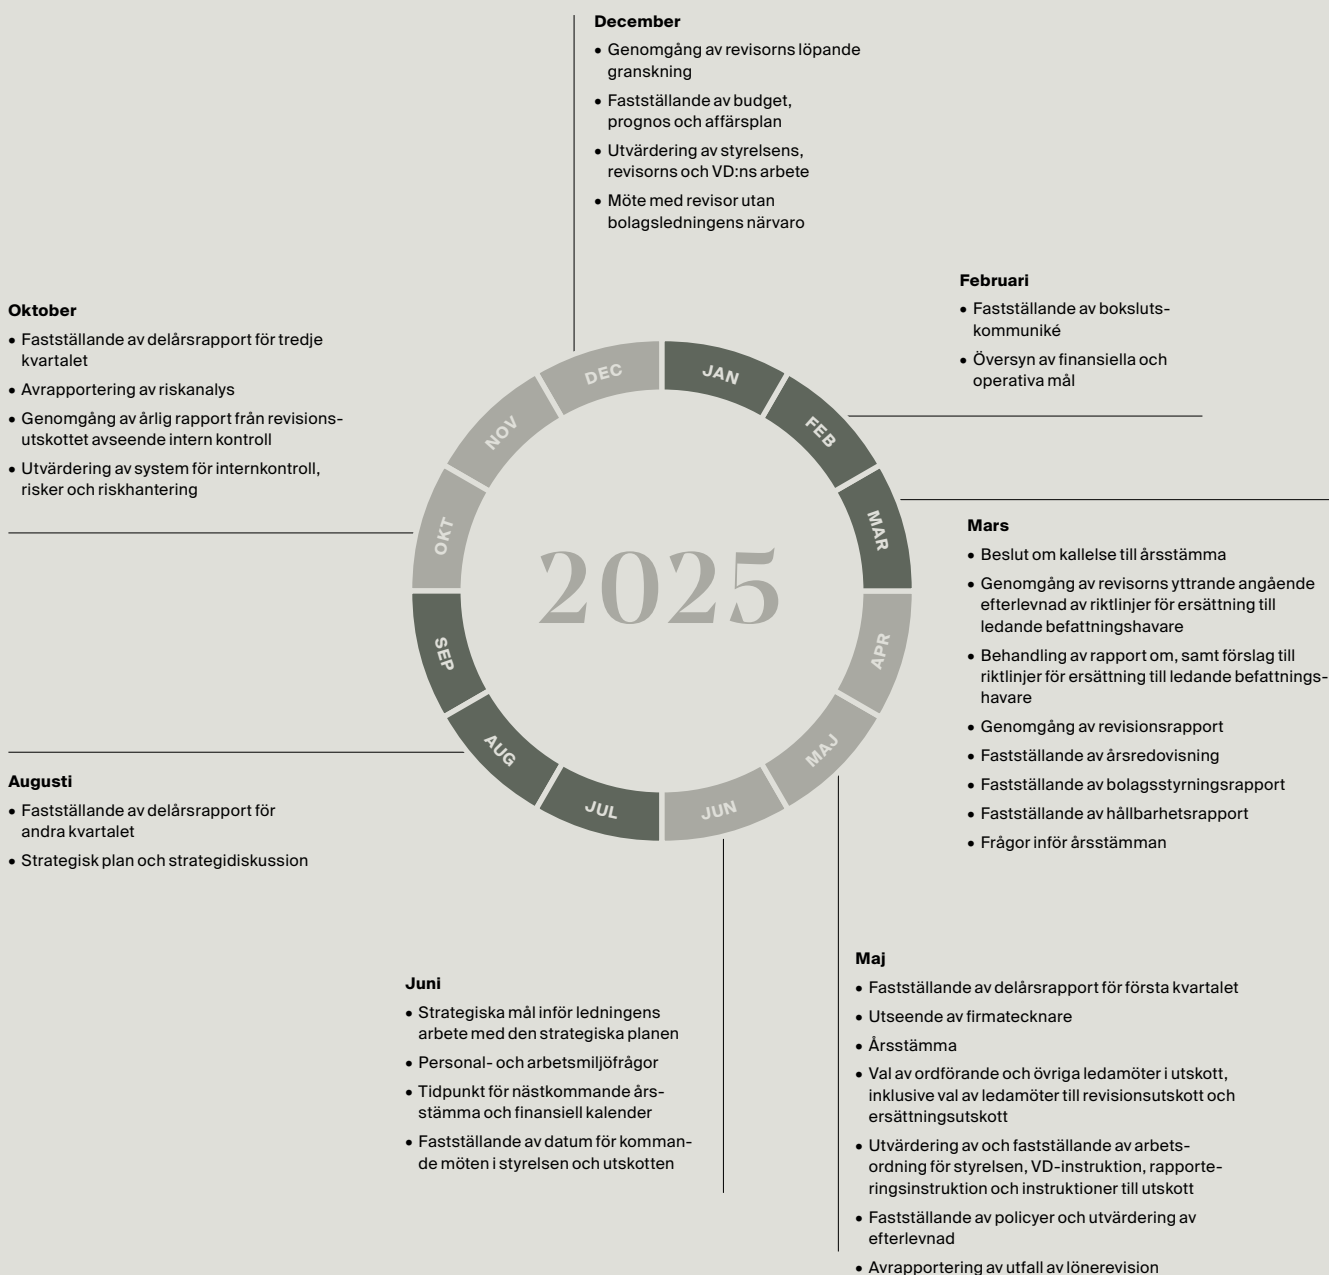 December
• Genomgång av revisorns löpande
granskning
• Fastställande av budget,
prognos och affärsplan
• Utvärdering av styrelsens,
revisorns och VD:ns arbete
• Möte med revisor utan
bolagsledningens närvaro
Februari
• Fastställande av boksluts-
kommuniké
• Översyn av finansiella och
operativa mål
Oktober
• Fastställande av delårsrapport för tredje
kvartalet
• Avrapportering av riskanalys
• Genomgång av årlig rapport från revisions-
utskottet avseende intern kontroll
• Utvärdering av system för internkontroll,
risker och riskhantering
JAN
FEB
MAR
APR
MAJ
JUN
JUL
AUG
SEP
OKT
NOV
DEC
2025
Mars
• Beslut om kallelse till årsstämma
• Genomgång av revisorns yttrande angående
efterlevnad av riktlinjer för ersättning till
ledande befattningshavare
• Behandling av rapport om, samt förslag till
riktlinjer för ersättning till ledande befattnings-
havare
• Genomgång av revisionsrapport
• Fastställande av årsredovisning
• Fastställande av bolagsstyrningsrapport
• Fastställande av hållbarhetsrapport
• Frågor inför årsstämman
Augusti
• Fastställande av delårsrapport för
andra kvartalet
• Strategisk plan och strategidiskussion
Juni
• Strategiska mål inför ledningens
arbete med den strategiska planen
• Personal- och arbetsmiljöfrågor
• Tidpunkt för nästkommande års-
stämma och finansiell kalender
• Fastställande av datum för komman-
de möten i styrelsen och utskotten
Maj
• Fastställande av delårsrapport för första kvartalet
• Utseende av firmatecknare
• Årsstämma
• Val av ordförande och övriga ledamöter i utskott,
inklusive val av ledamöter till revisionsutskott och
ersättningsutskott
• Utvärdering av och fastställande av arbets-
ordning för styrelsen, VD-instruktion, rapporte-
ringsinstruktion och instruktioner till utskott
• Fastställande av policyer och utvärdering av
efterlevnad
• Avrapportering av utfall av lönerevision